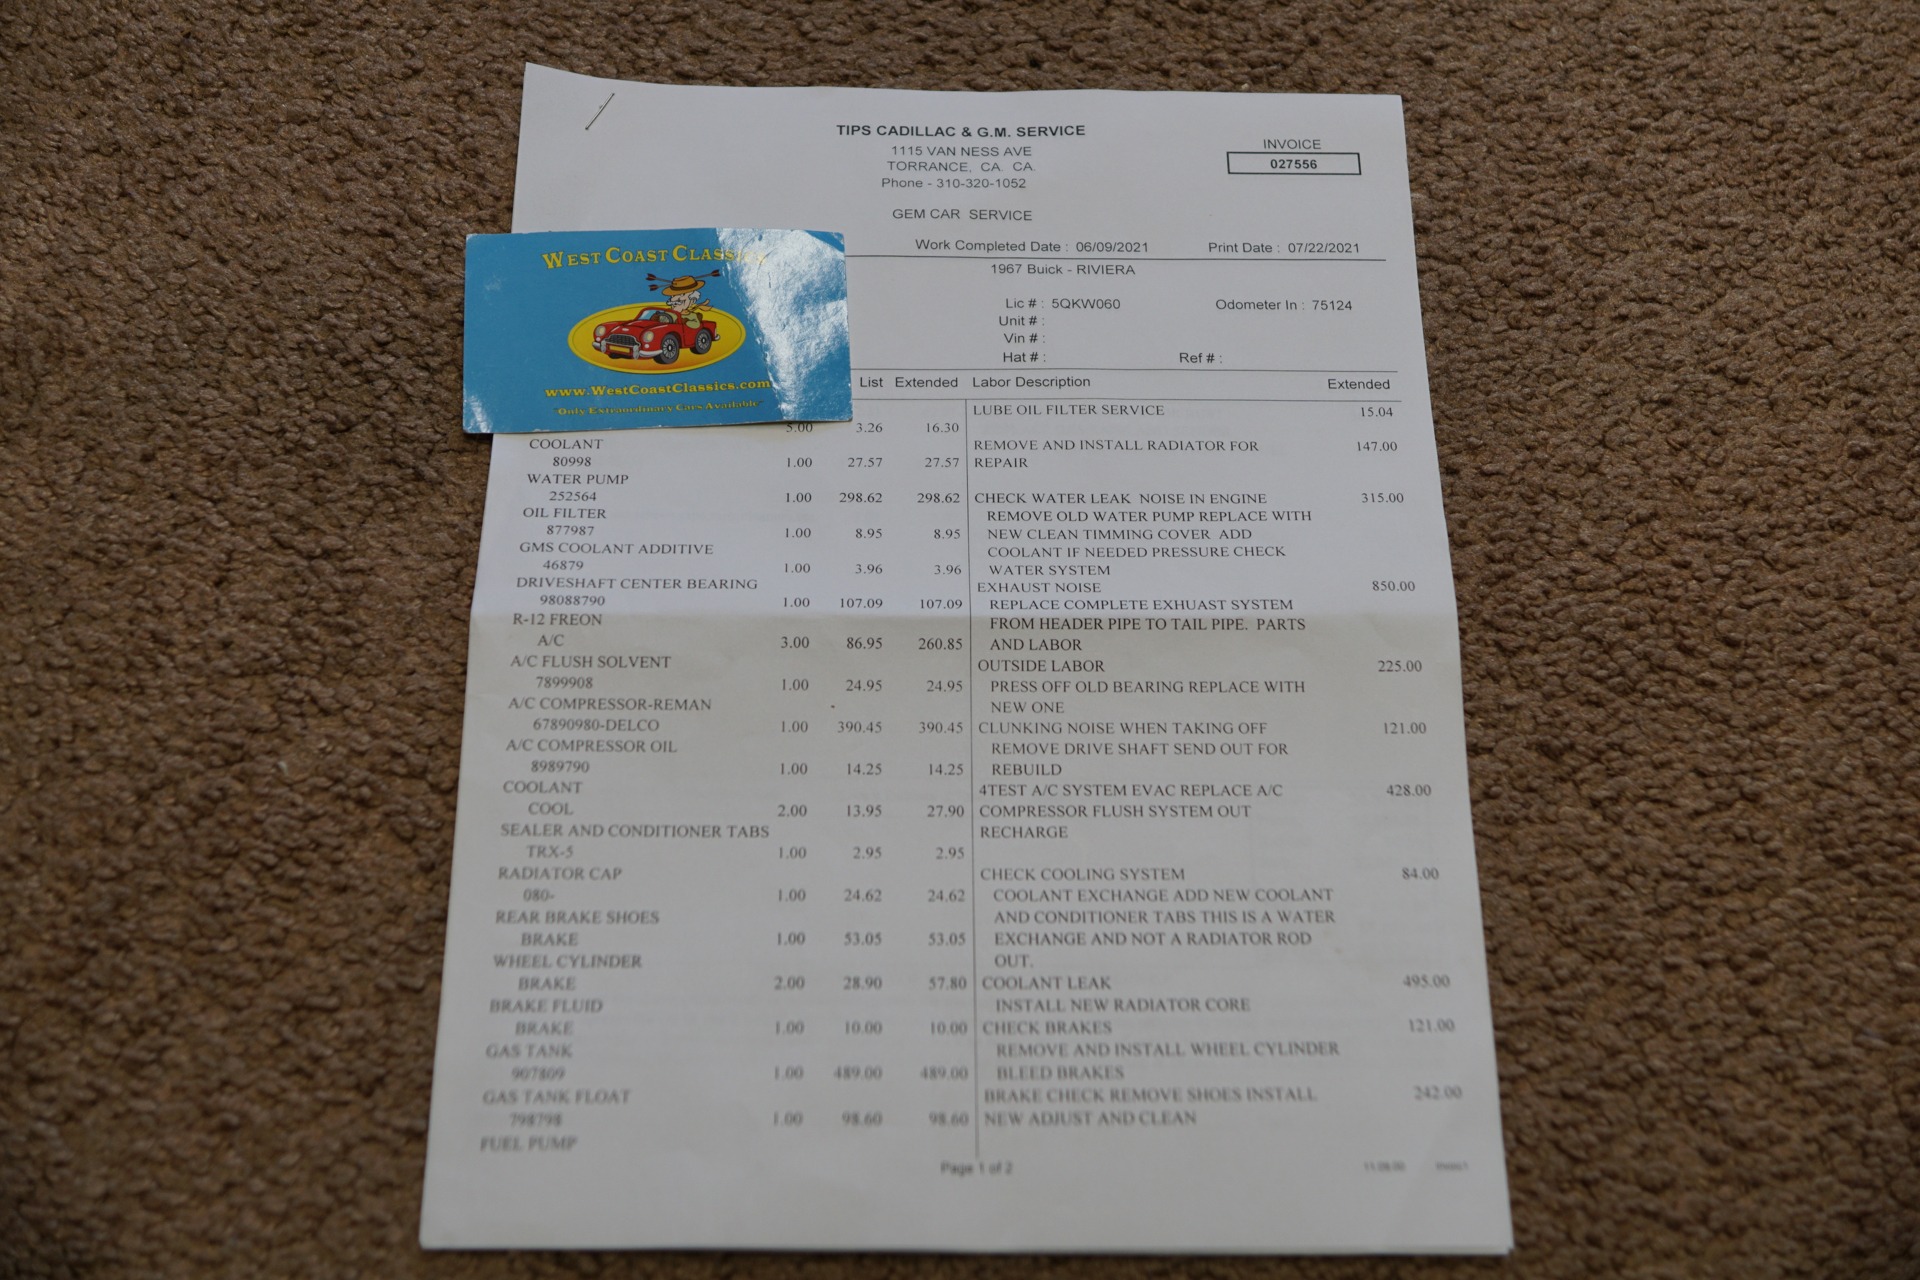 TIPS CADILLAC & G.M. SERVICE
1115 VAN NESS AVE
TORRANCE, CA. CA.
Phone - 310-320-1052
INVOICE
027556
GEM CAR SERVICE
Work Completed Date : 06/09/2021
Print Date : 07/22/2021
1967 Buick - RIVIERA
Lic # : 5QKW060
Odometer In : 75124
Unit # :
Vin # :
Hat # :
Ref # :
WEST COAST CLASSICS
www.WestCoastClassics.com
"Only Extraordinary Cars Available"
List Extended Labor Description Extended
LUBE OIL FILTER SERVICE 15.04
5.00 3.26 16.30
COOLANT REMOVE AND INSTALL RADIATOR FOR 147.00
80998 1.00 27.57 27.57 REPAIR
WATER PUMP
252564 1.00 298.62 298.62 CHECK WATER LEAK NOISE IN ENGINE 315.00
OIL FILTER REMOVE OLD WATER PUMP REPLACE WITH
877987 1.00 8.95 8.95 NEW CLEAN TIMMING COVER ADD
GMS COOLANT ADDITIVE COOLANT IF NEEDED PRESSURE CHECK
46879 1.00 3.96 3.96 WATER SYSTEM
DRIVESHAFT CENTER BEARING EXHAUST NOISE 850.00
98088790 1.00 107.09 107.09 REPLACE COMPLETE EXHUAST SYSTEM
R-12 FREON FROM HEADER PIPE TO TAIL PIPE. PARTS
A/C 3.00 86.95 260.85 AND LABOR
A/C FLUSH SOLVENT OUTSIDE LABOR 225.00
7899908 1.00 24.95 24.95 PRESS OFF OLD BEARING REPLACE WITH
A/C COMPRESSOR-REMAN NEW ONE
67890980-DELCO 1.00 390.45 390.45 CLUNKING NOISE WHEN TAKING OFF 121.00
A/C COMPRESSOR OIL REMOVE DRIVE SHAFT SEND OUT FOR
8989790 1.00 14.25 14.25 REBUILD
COOLANT 4TEST A/C SYSTEM EVAC REPLACE A/C 428.00
COOL 2.00 13.95 27.90 COMPRESSOR FLUSH SYSTEM OUT
SEALER AND CONDITIONER TABS RECHARGE
TRX-5 1.00 2.95 2.95
RADIATOR CAP CHECK COOLING SYSTEM 84.00
080- 1.00 24.62 24.62 COOLANT EXCHANGE ADD NEW COOLANT
REAR BRAKE SHOES AND CONDITIONER TABS THIS IS A WATER
BRAKE 1.00 53.05 53.05 EXCHANGE AND NOT A RADIATOR ROD
WHEEL CYLINDER OUT.
BRAKE 2.00 28.90 57.80 COOLANT LEAK 495.00
BRAKE FLUID INSTALL NEW RADIATOR CORE
BRAKE 1.00 10.00 10.00 CHECK BRAKES 121.00
GAS TANK REMOVE AND INSTALL WHEEL CYLINDER
907809 1.00 489.00 489.00 BLEED BRAKES
GAS TANK FLOAT BRAKE CHECK REMOVE SHOES INSTALL 242.00
798798 1.00 98.60 98.60 NEW ADJUST AND CLEAN
FUEL PUMP
Page 1 of 2